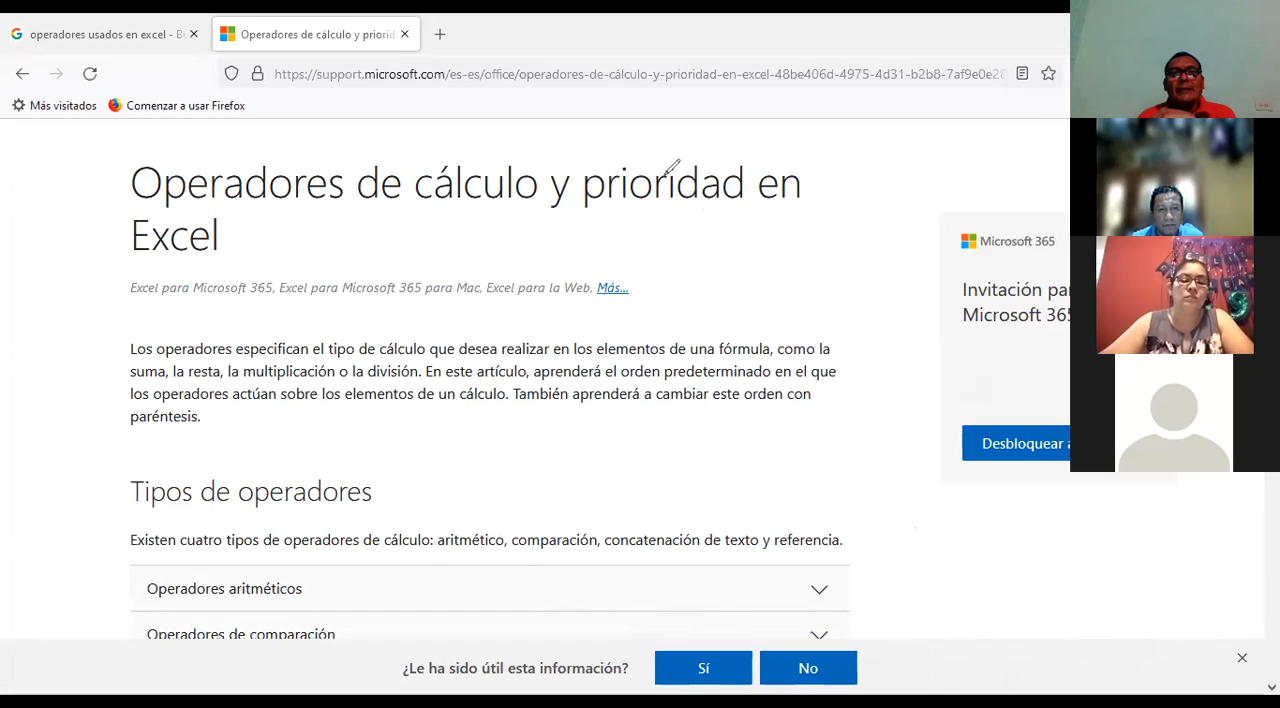 operadores usados en excel - Bu
Operadores de cálculo y priorid
https://support.microsoft.com/es-es/office/operadores-de-cálculo-y-prioridad-en-excel-48be406d-4975-4d31-b2b8-7af9e0e26
Más visitados
Comenzar a usar Firefox
Operadores de cálculo y prioridad en
Excel
Excel para Microsoft 365, Excel para Microsoft 365 para Mac, Excel para la Web, Más...
Los operadores especifican el tipo de cálculo que desea realizar en los elementos de una fórmula, como la
suma, la resta, la multiplicación o la división. En este artículo, aprenderá el orden predeterminado en el que
los operadores actúan sobre los elementos de un cálculo. También aprenderá a cambiar este orden con
paréntesis.
Tipos de operadores
Existen cuatro tipos de operadores de cálculo: aritmético, comparación, concatenación de texto y referencia.
Operadores aritméticos
Operadores de comparación
Microsoft 365
Invitación pa
Microsoft 365
Desbloquear a
¿Le ha sido útil esta información?
Sí
No